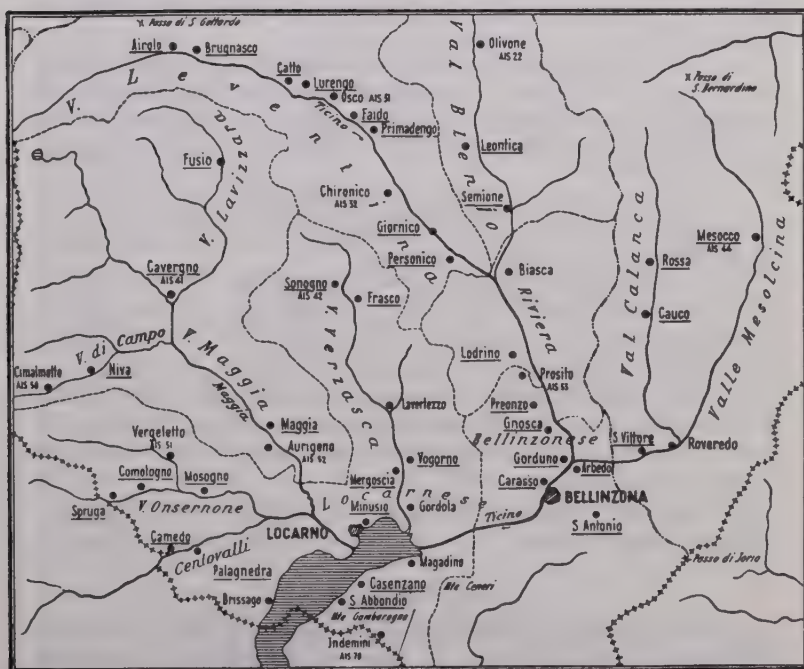 Passo di S. Gottardo
Airolo
Brugnasco
V. Leventina
Catto
Lurengo
Osco AIS 31
Ticino
Faido
Primadengo
Chironico
AIS 32
Giornico
Personico
Val Blenio
Olivone
AIS 22
Leontica
Semione
Biasca
Riviera
Passo di
S. Bernardino
Mesocco
AIS 44
Valle Mesolcina
Val Calanca
Rossa
Cauco
V. Lavizzara
Fusio
Cavergno
AIS 41
Sonogno
AIS 42
Frasco
V. Verzasca
Lavertezzo
Vogorno
Mergoscia
Gordola
V. di Campo
Cimalmotto
AIS 50
Niva
V. Maggia
Maggia
Maggia
Aurigeno
AIS 52
Vergeletto
AIS 51
Comologno
Mosogno
Spruga
V. Onsernone
Camedo
Centovalli
Palagnedra
Brissago
LOCARNO
Minusio
Locarnese
Lodrino
Prosito
AIS 53
Preonzo
Gnosca
Bellinzonese
Gorduno
Arbedo
Carasso
BELLINZONA
S Antonio
S Vittore
Roveredo
Ticino
Magadino
Mte Ceneri
Casenzano
S Abbondio
Mte Gambarogno
Indemini
AIS 70
Passo di Jorio